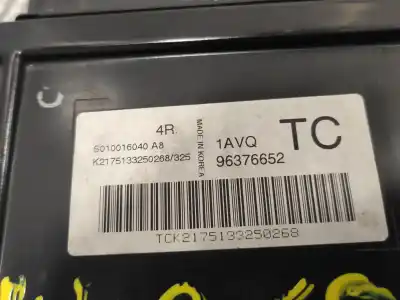 4R.
S010016040 A8
K2175133250268/325
MADE IN KOREA
1AVQ
96376652
TC
TCK2175133250268